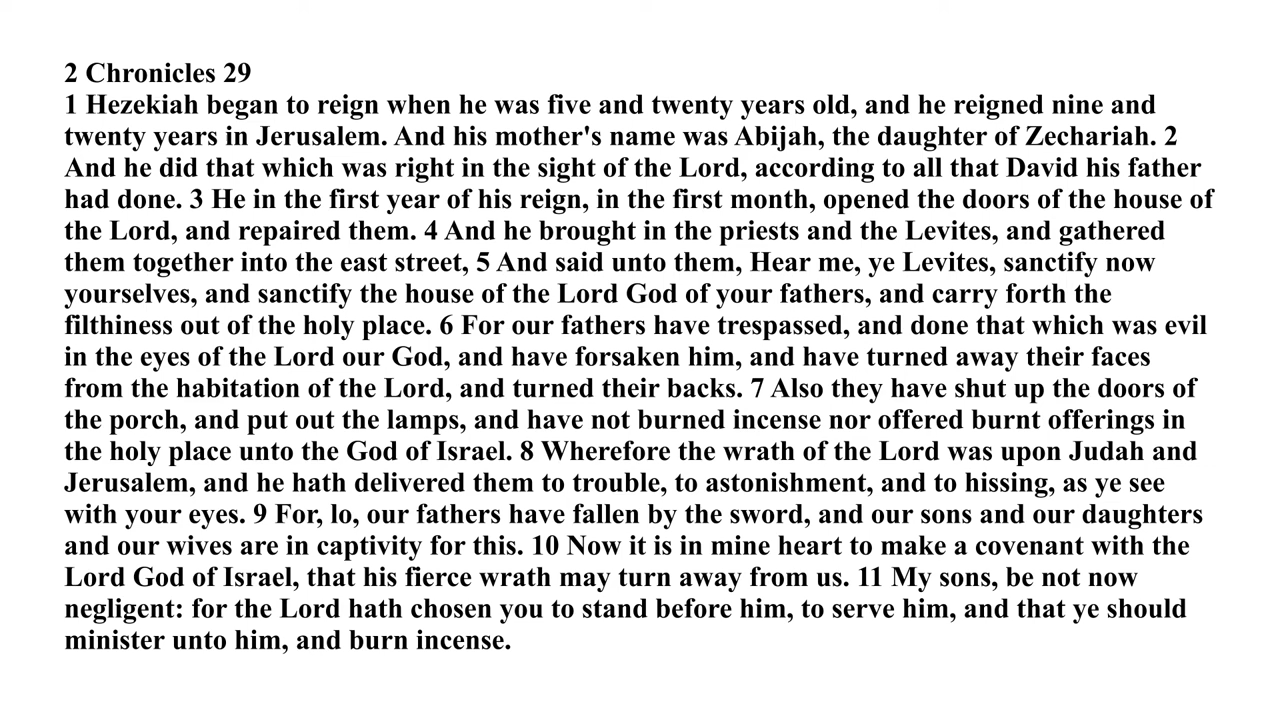 2 Chronicles 29
1 Hezekiah began to reign when he was five and twenty years old, and he reigned nine and
twenty years in Jerusalem. And his mother's name was Abijah, the daughter of Zechariah. 2
And he did that which was right in the sight of the Lord, according to all that David his father
had done. 3 He in the first year of his reign, in the first month, opened the doors of the house of
the Lord, and repaired them. 4 And he brought in the priests and the Levites, and gathered
them together into the east street, 5 And said unto them, Hear me, ye Levites, sanctify now
yourselves, and sanctify the house of the Lord God of your fathers, and carry forth the
filthiness out of the holy place. 6 For our fathers have trespassed, and done that which was evil
in the eyes of the Lord our God, and have forsaken him, and have turned away their faces
from the habitation of the Lord, and turned their backs. 7 Also they have shut up the doors of
the porch, and put out the lamps, and have not burned incense nor offered burnt offerings in
the holy place unto the God of Israel. 8 Wherefore the wrath of the Lord was upon Judah and
Jerusalem, and he hath delivered them to trouble, to astonishment, and to hissing, as ye see
with your eyes. 9 For, lo, our fathers have fallen by the sword, and our sons and our daughters
and our wives are in captivity for this. 10 Now it is in mine heart to make a covenant with the
Lord God of Israel, that his fierce wrath may turn away from us. 11 My sons, be not now
negligent: for the Lord hath chosen you to stand before him, to serve him, and that ye should
minister unto him, and burn incense.